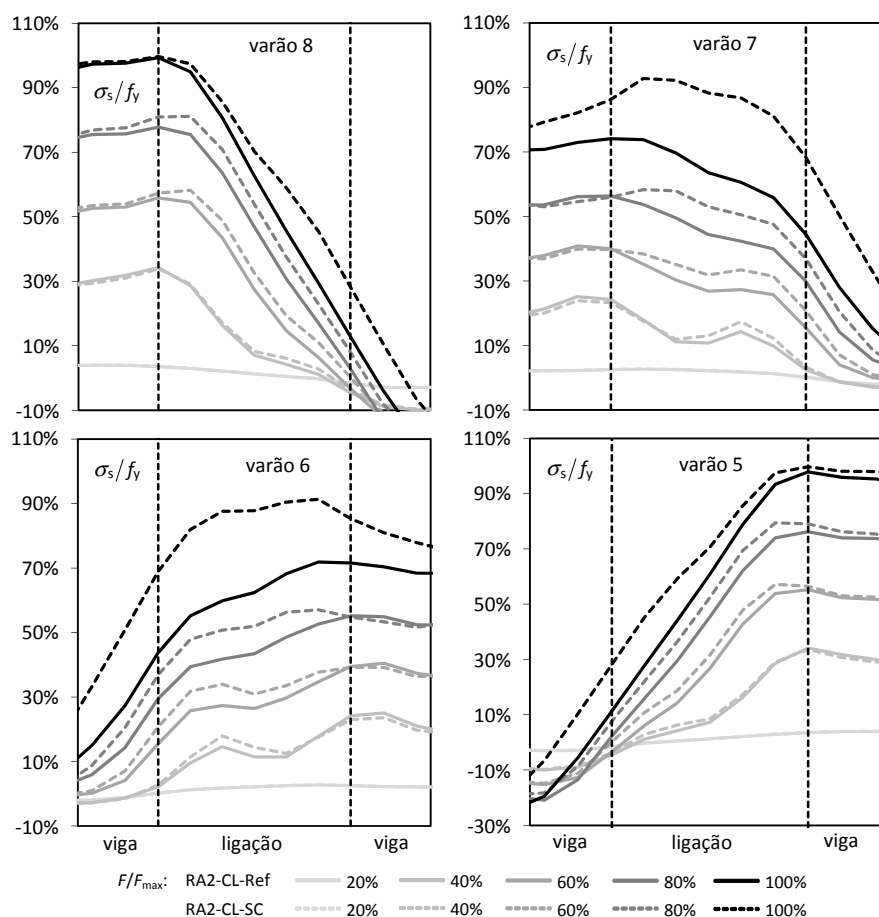 110%
90%
70%
50%
30%
10%
-10%
σs/fy
varão 8
110%
90%
70%
50%
30%
10%
-10%
σs/fy
varão 7
110%
90%
70%
50%
30%
10%
-10%
σs/fy
varão 6
viga
ligação
viga
110%
90%
70%
50%
30%
10%
-10%
-30%
σs/fy
varão 5
viga
ligação
viga
F/Fmax: RA2-CL-Ref 20% 40% 60% 80% 100%
RA2-CL-SC 20% 40% 60% 80% 100%